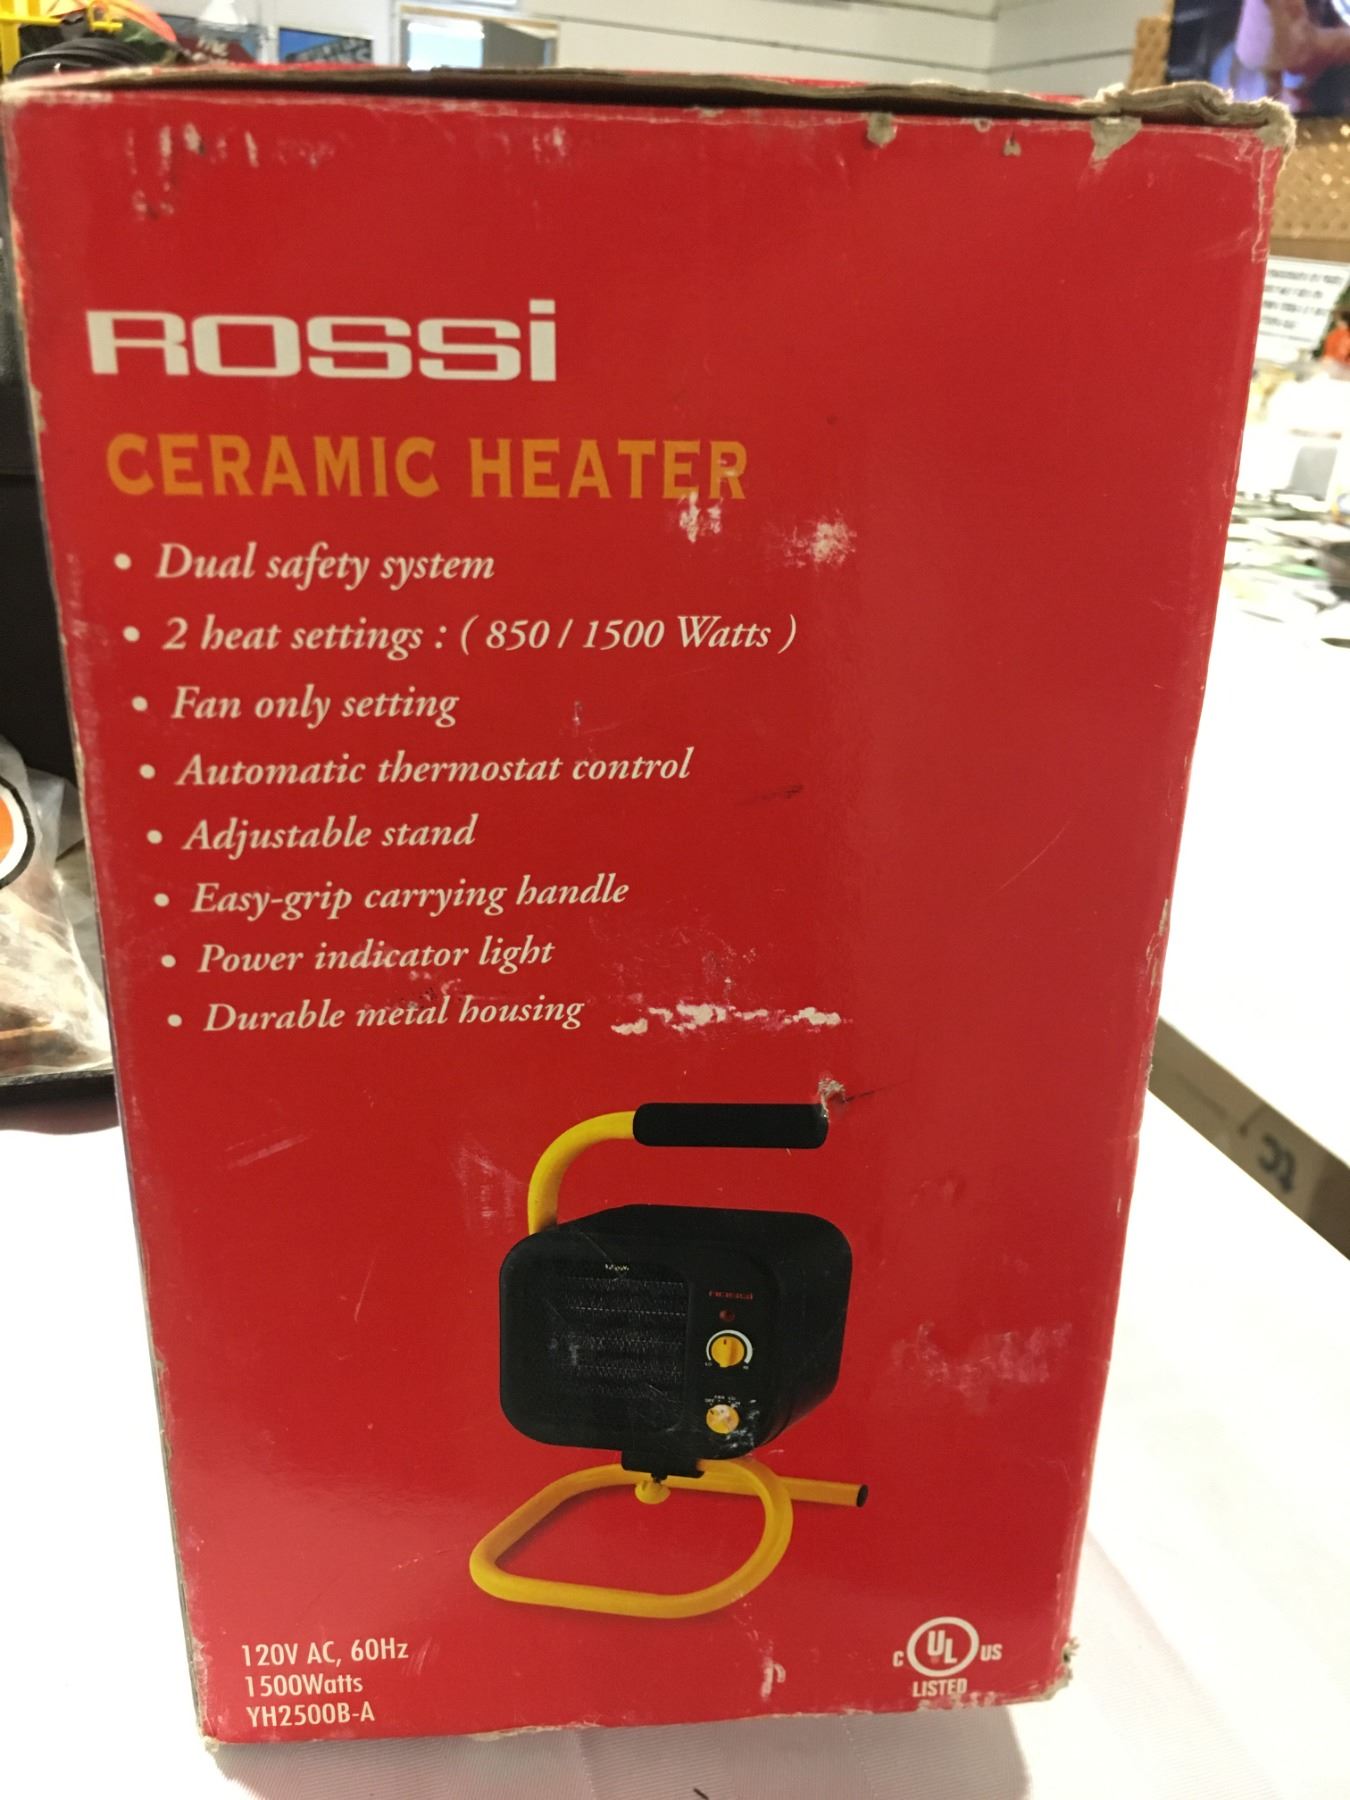 ROSSi
CERAMIC HEATER
• Dual safety system
• 2 heat settings : ( 850 / 1500 Watts )
• Fan only setting
• Automatic thermostat control
• Adjustable stand
• Easy-grip carrying handle
• Power indicator light
• Durable metal housing
ROSSi
120V AC, 60Hz
1500Watts
YH2500B-A
C UL US
LISTED